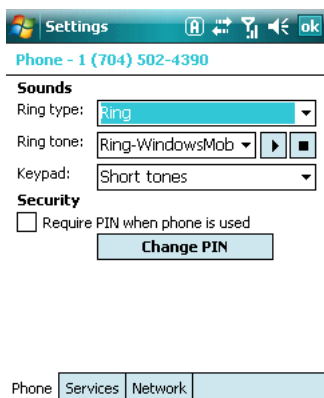 Settings
ok
Phone - 1 (704) 502-4390
Sounds
Ring type: Ring
Ring tone: Ring-WindowsMob
Keypad: Short tones
Security
Require PIN when phone is used
Change PIN
Phone Services Network